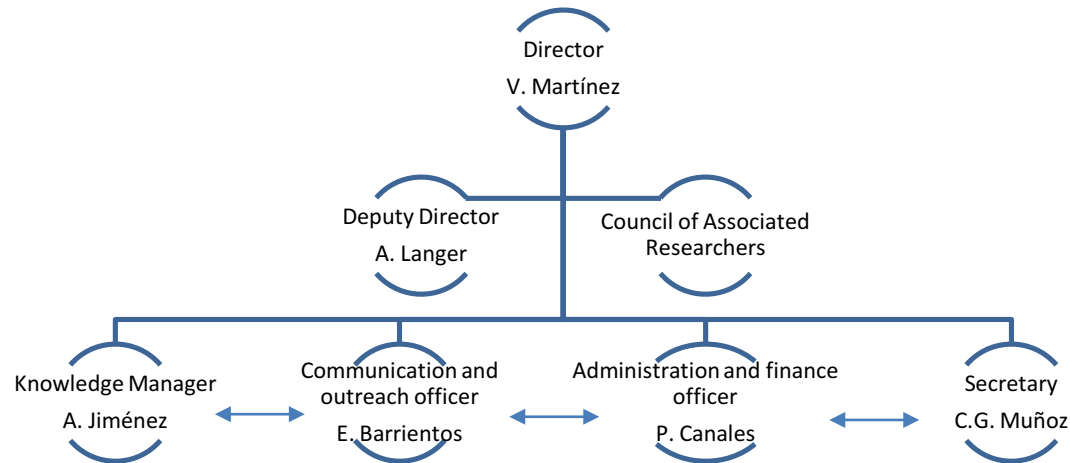 Director
V. Martínez
Deputy Director
A. Langer
Council of Associated
Researchers
Knowledge Manager
A. Jiménez
Communication and
outreach officer
E. Barrientos
Administration and finance
officer
P. Canales
Secretary
C.G. Muñoz